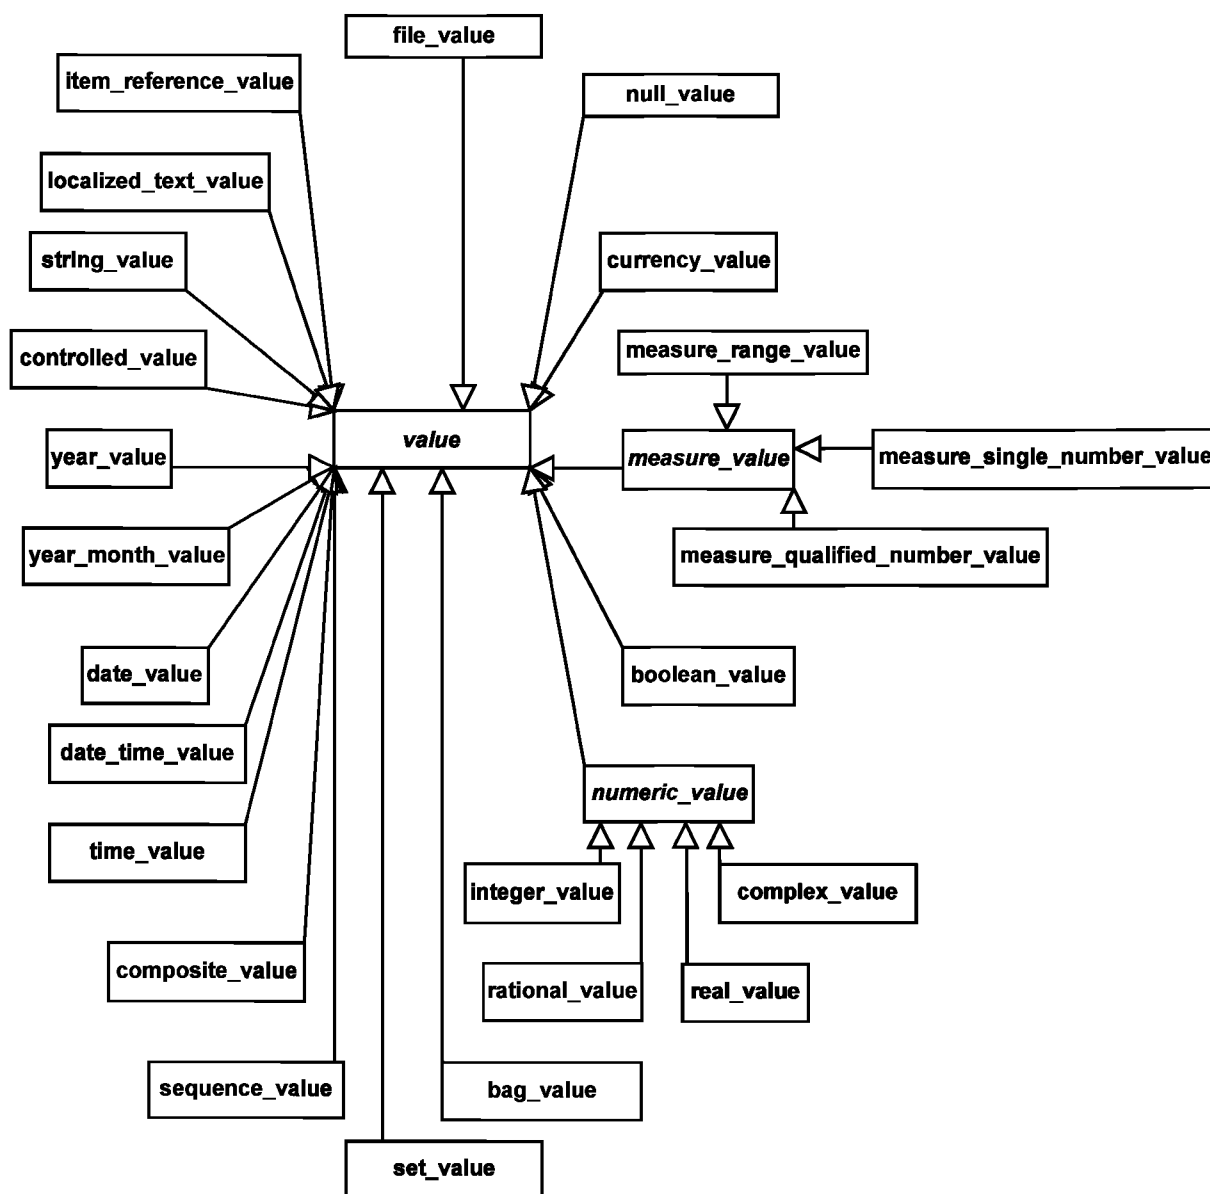 file_value
item_reference_value
null_value
localized_text_value
string_value
currency_value
controlled_value
measure_range_value
value
year_value
measure_value
measure_single_number_value
year_month_value
measure_qualified_number_value
date_value
boolean_value
date_time_value
numeric_value
time_value
integer_value
complex_value
composite_value
rational_value
real_value
sequence_value
bag_value
set_value